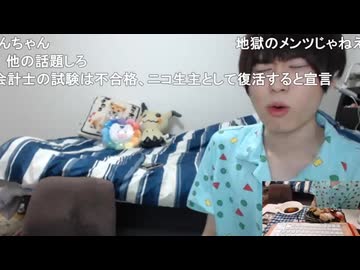 んちゃん
地獄のメンツじゃねえ
他の話題しろ
会計士の試験は不合格、ニコ生主として復活すると宣言